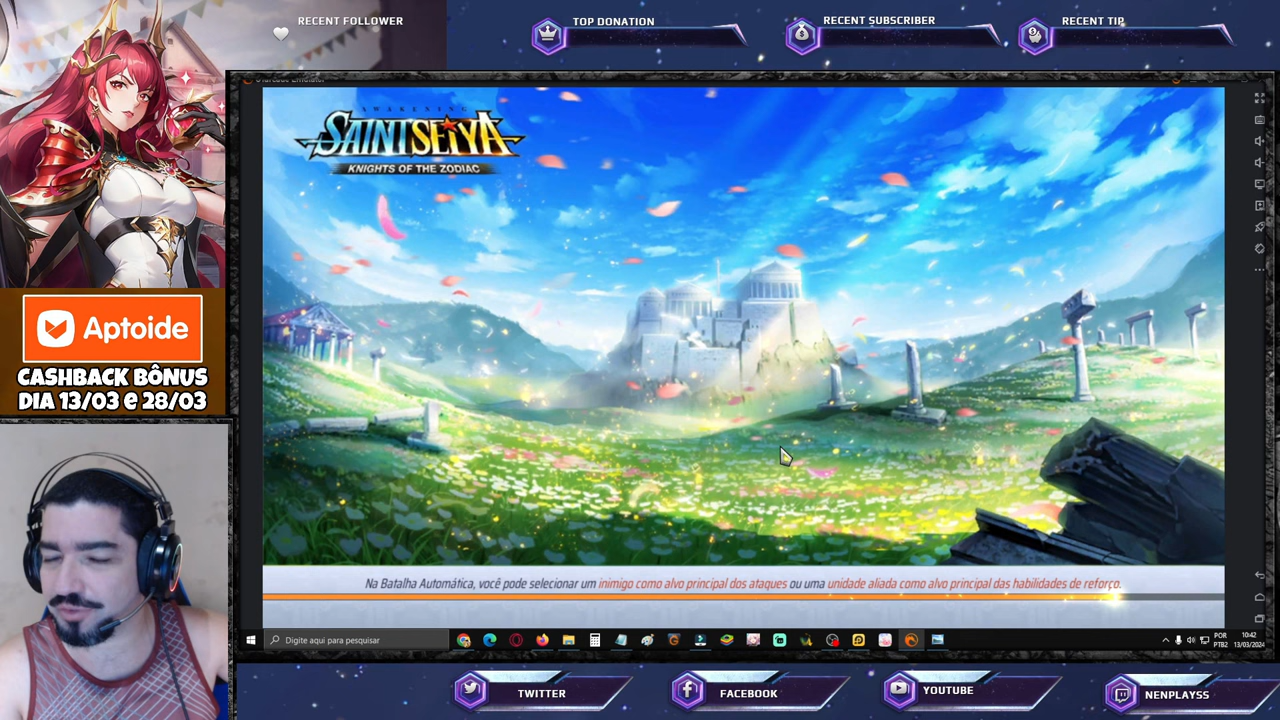 RECENT FOLLOWER
TOP DONATION
RECENT SUBSCRIBER
RECENT TIP
AWAKENING
SAINT SEIYA
KNIGHTS OF THE ZODIAC
Aptoide
CASHBACK BÔNUS
DIA 13/03 e 28/03
Na Batalha Automática, você pode selecionar um inimigo como alvo principal dos ataques ou uma unidade aliada como alvo principal das habilidades de reforço.
Digite aqui para pesquisar
POR
PTB2
10:42
13/03/2024
TWITTER
FACEBOOK
YOUTUBE
NENPLAYSS